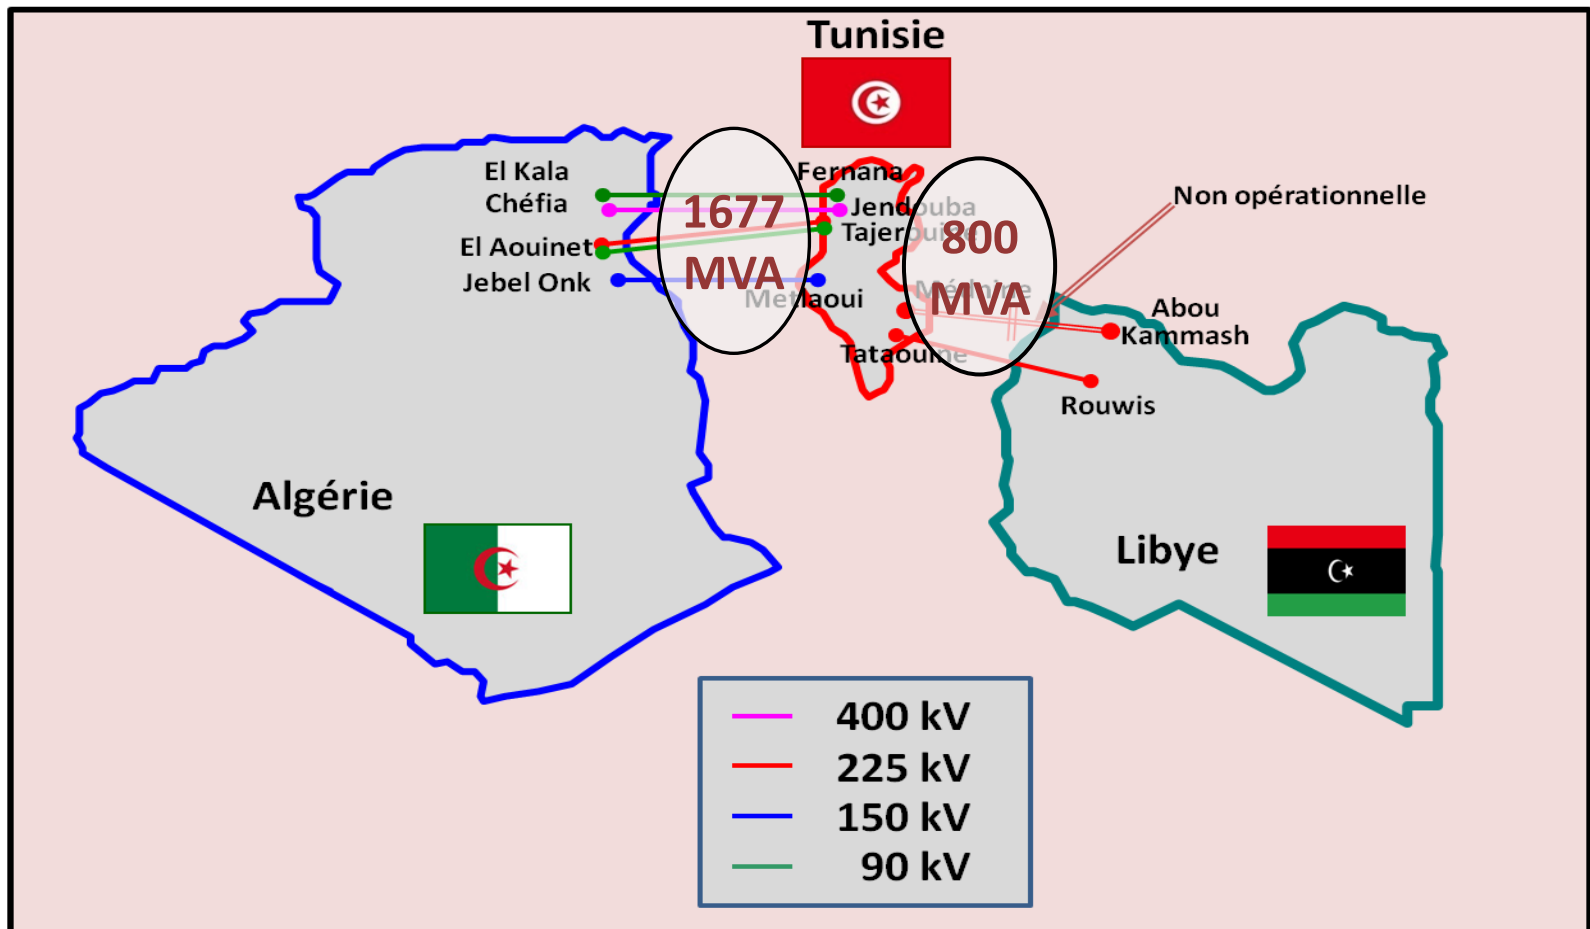 Tunisie
El Kala
Chéfia
El Aouinet
Jebel Onk
1677
MVA
Fernana
Jendouba
Tajerouine
Metlaoui
800
MVA
Médnine
Tataouine
Non opérationnelle
Abou
Kammash
Rouwis
Algérie
Libye
400 kV
225 kV
150 kV
90 kV